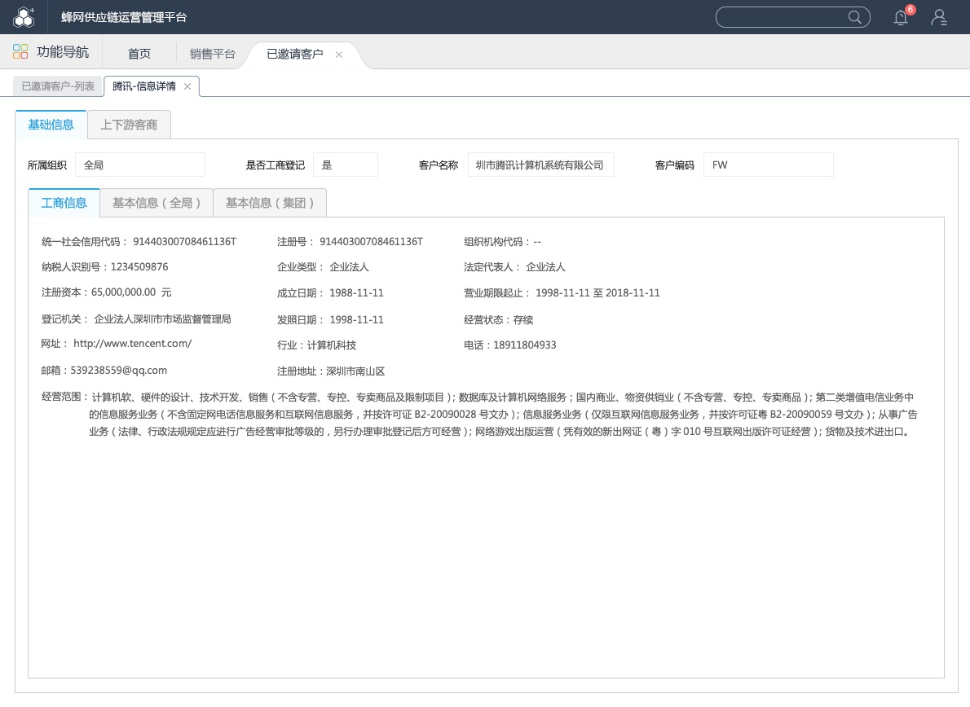 蜂网供应链运营管理平台
6
功能导航 首页 销售平台 已邀请客户
已邀请客户-列表 腾讯-信息详情
基础信息 上下游客商
所属组织 全局 是否工商登记 是 客户名称 圳市腾讯计算机系统有限公司 客户编码 FW
工商信息 基本信息（全局） 基本信息（集团）
统一社会信用代码： 91440300708461136T 注册号： 91440300708461136T 组织机构代码：--
纳税人识别号：1234509876 企业类型： 企业法人 法定代表人： 企业法人
注册资本：65,000,000.00 元 成立日期： 1988-11-11 营业期限起止： 1998-11-11 至 2018-11-11
登记机关： 企业法人深圳市市场监督管理局 发照日期： 1998-11-11 经营状态：存续
网址： http://www.tencent.com/ 行业：计算机科技 电话：18911804933
邮箱：539238559@qq.com 注册地址：深圳市南山区
经营范围：计算机软、硬件的设计、技术开发、销售（不含专营、专控、专卖商品及限制项目）；数据库及计算机网络服务；国内商业、物资供销业（不含专营、专控、专卖商品）；第二类增值电信业务中
的信息服务业务（不含固定网电话信息服务和互联网信息服务，并按许可证 B2-20090028 号文办）；信息服务业务（仅限互联网信息服务业务，并按许可证粤 B2-20090059 号文办）；从事广告
业务（法律、行政法规规定应进行广告经营审批等级的，另行办理审批登记后方可经营）；网络游戏出版运营（凭有效的新出网证（粤）字 010 号互联网出版许可证经营）；货物及技术进出口。